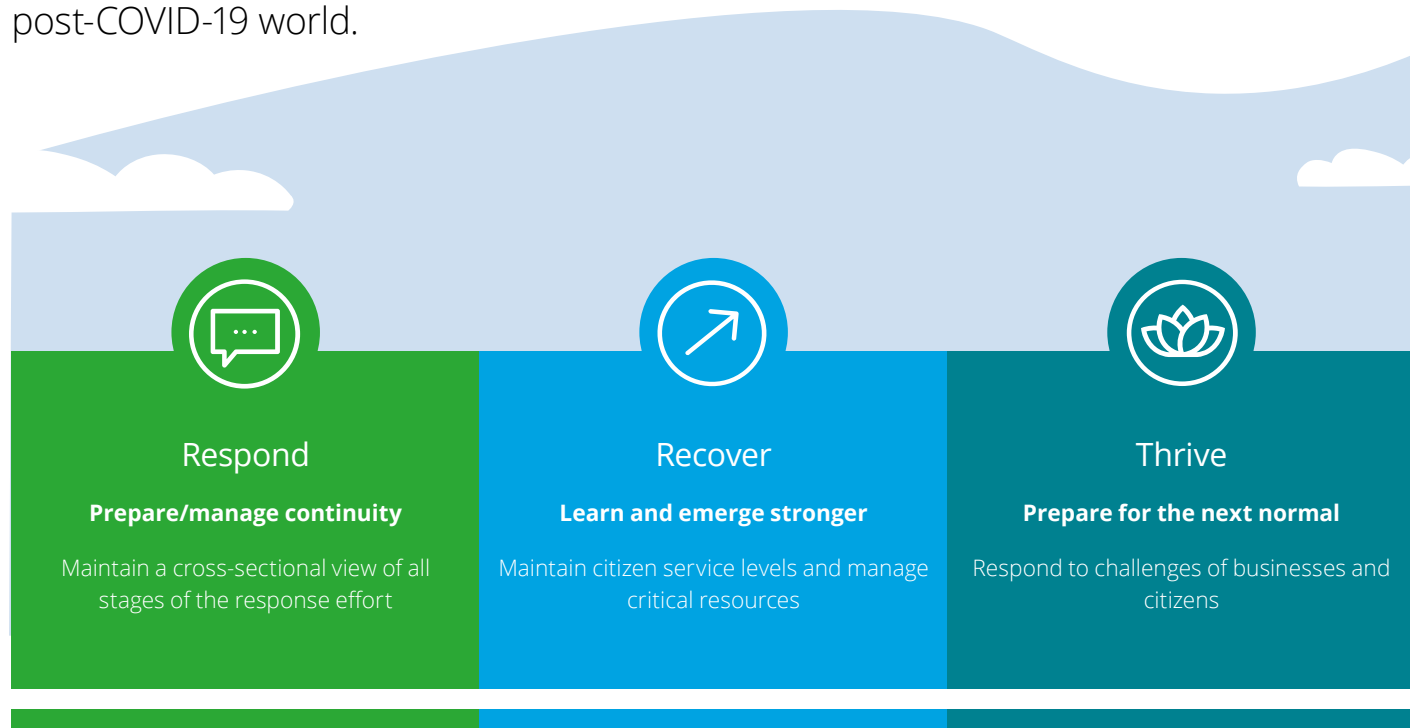 post-COVID-19 world.
Respond
Prepare/manage continuity
Maintain a cross-sectional view of all
stages of the response effort
Recover
Learn and emerge stronger
Maintain citizen service levels and manage
critical resources
Thrive
Prepare for the next normal
Respond to challenges of businesses and
citizens